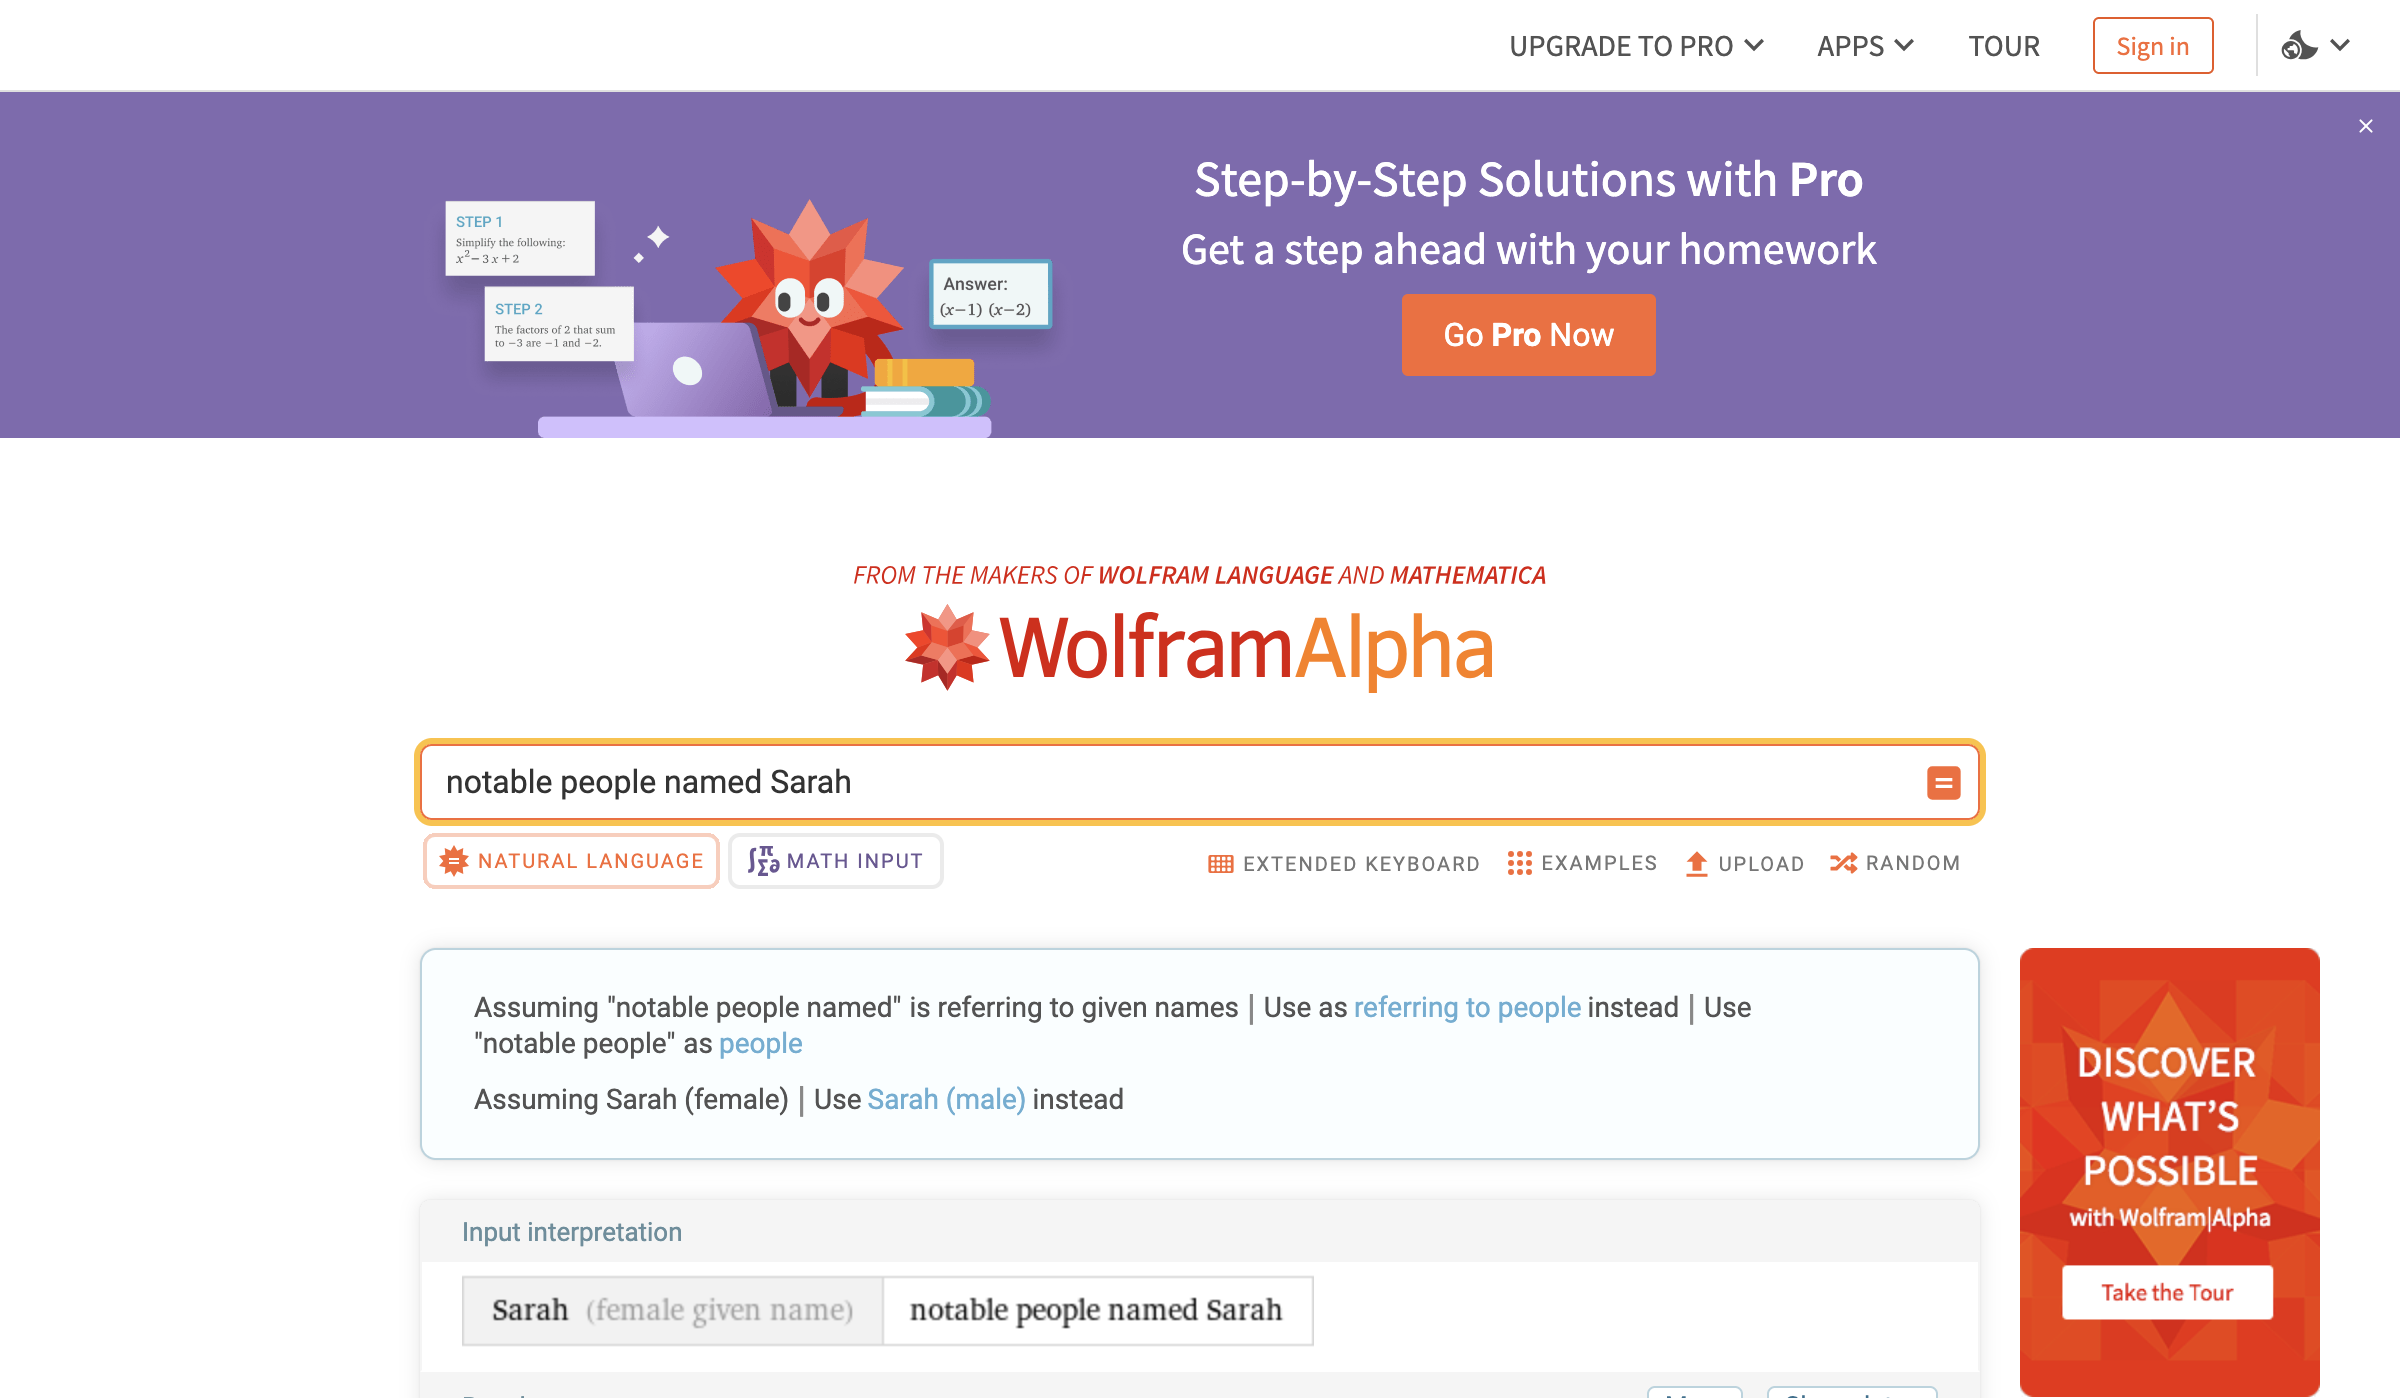 UPGRADE TO PRO APPS TOUR Sign in
Step-by-Step Solutions with Pro
Get a step ahead with your homework
Go Pro Now
STEP 1
Simplify the following:
x²−3 x+2
STEP 2
The factors of 2 that sum
to −3 are −1 and −2.
Answer:
(x−1) (x−2)
FROM THE MAKERS OF WOLFRAM LANGUAGE AND MATHEMATICA
WolframAlpha
notable people named Sarah
NATURAL LANGUAGE MATH INPUT EXTENDED KEYBOARD EXAMPLES UPLOAD RANDOM
Assuming "notable people named" is referring to given names | Use as referring to people instead | Use
"notable people" as people
Assuming Sarah (female) | Use Sarah (male) instead
Input interpretation
Sarah (female given name) notable people named Sarah
DISCOVER
WHAT'S
POSSIBLE
with Wolfram|Alpha
Take the Tour